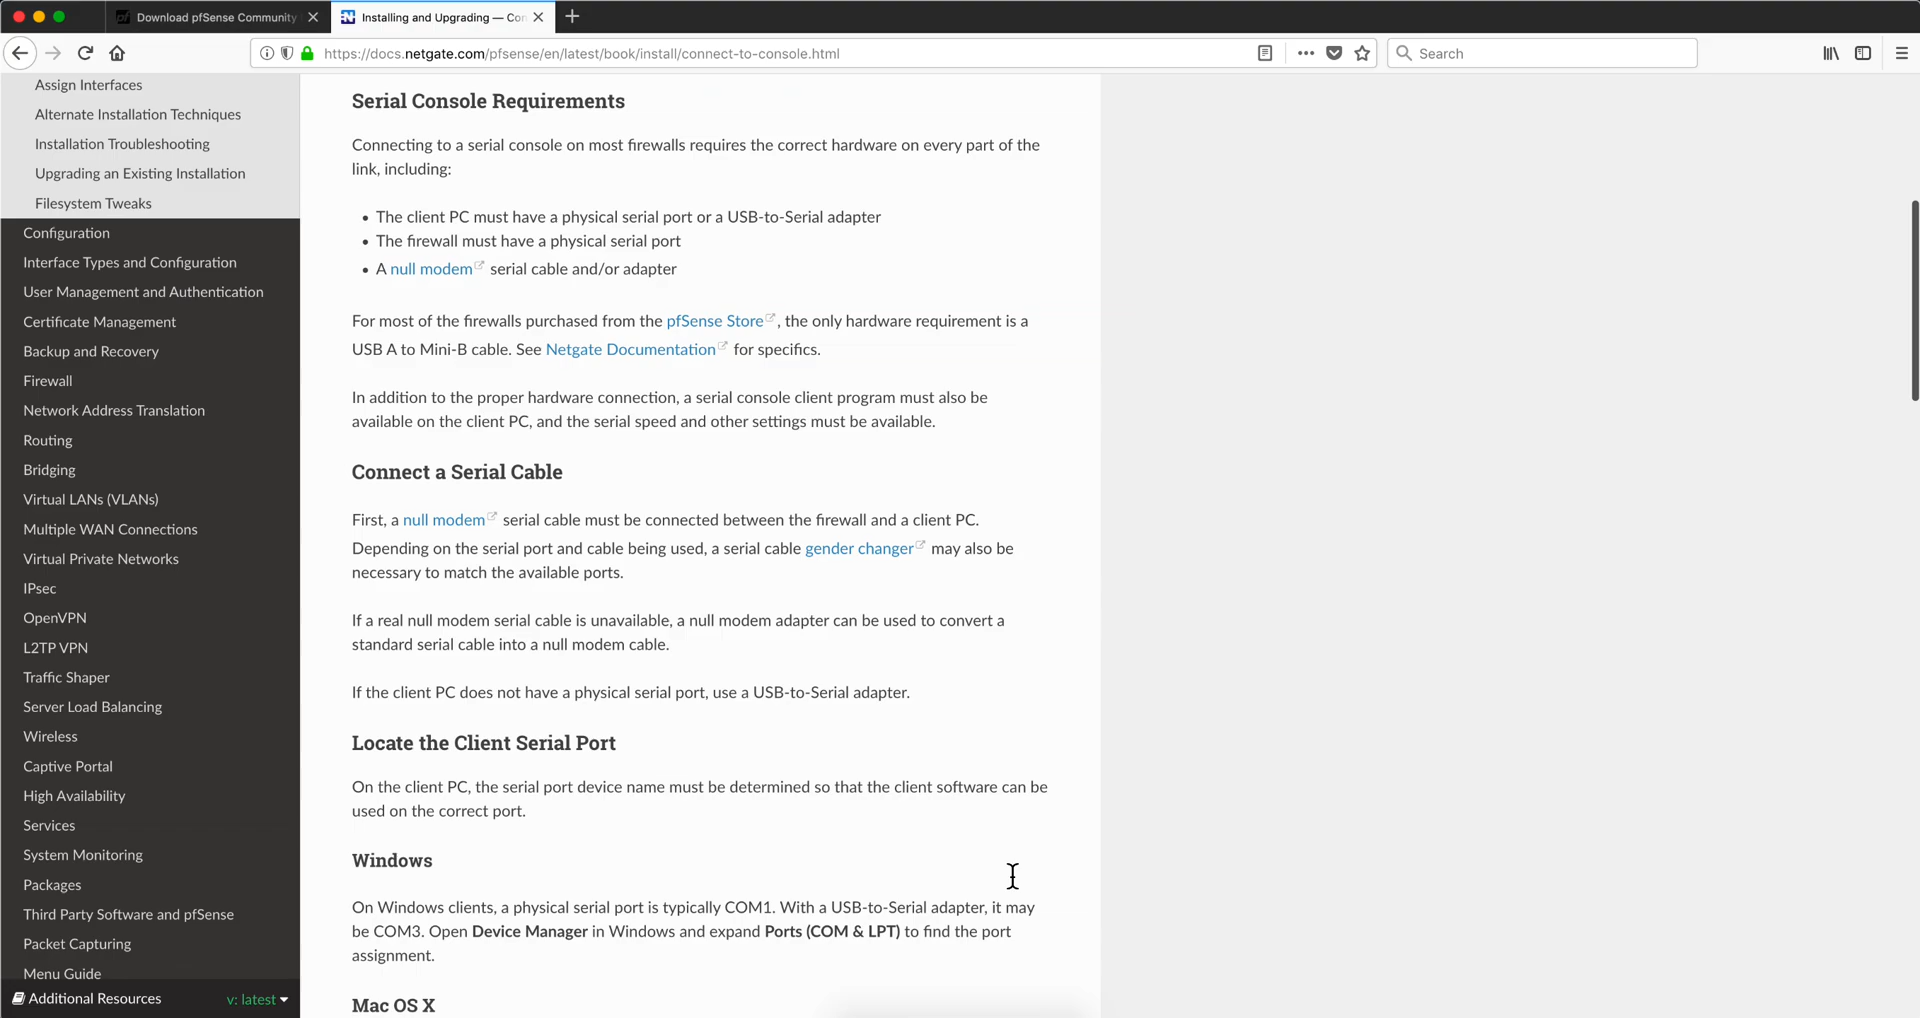 Download pfSense Community
Installing and Upgrading — Con
https://docs.netgate.com/pfsense/en/latest/book/install/connect-to-console.html
Search
Assign Interfaces
Alternate Installation Techniques
Installation Troubleshooting
Upgrading an Existing Installation
Filesystem Tweaks
Configuration
Interface Types and Configuration
User Management and Authentication
Certificate Management
Backup and Recovery
Firewall
Network Address Translation
Routing
Bridging
Virtual LANs (VLANs)
Multiple WAN Connections
Virtual Private Networks
IPsec
OpenVPN
L2TP VPN
Traffic Shaper
Server Load Balancing
Wireless
Captive Portal
High Availability
Services
System Monitoring
Packages
Third Party Software and pfSense
Packet Capturing
Menu Guide
Additional Resources
v: latest
Serial Console Requirements
Connecting to a serial console on most firewalls requires the correct hardware on every part of the
link, including:
• The client PC must have a physical serial port or a USB-to-Serial adapter
• The firewall must have a physical serial port
• A null modem serial cable and/or adapter
For most of the firewalls purchased from the pfSense Store, the only hardware requirement is a
USB A to Mini-B cable. See Netgate Documentation for specifics.
In addition to the proper hardware connection, a serial console client program must also be
available on the client PC, and the serial speed and other settings must be available.
Connect a Serial Cable
First, a null modem serial cable must be connected between the firewall and a client PC.
Depending on the serial port and cable being used, a serial cable gender changer may also be
necessary to match the available ports.
If a real null modem serial cable is unavailable, a null modem adapter can be used to convert a
standard serial cable into a null modem cable.
If the client PC does not have a physical serial port, use a USB-to-Serial adapter.
Locate the Client Serial Port
On the client PC, the serial port device name must be determined so that the client software can be
used on the correct port.
Windows
On Windows clients, a physical serial port is typically COM1. With a USB-to-Serial adapter, it may
be COM3. Open Device Manager in Windows and expand Ports (COM & LPT) to find the port
assignment.
Mac OS X